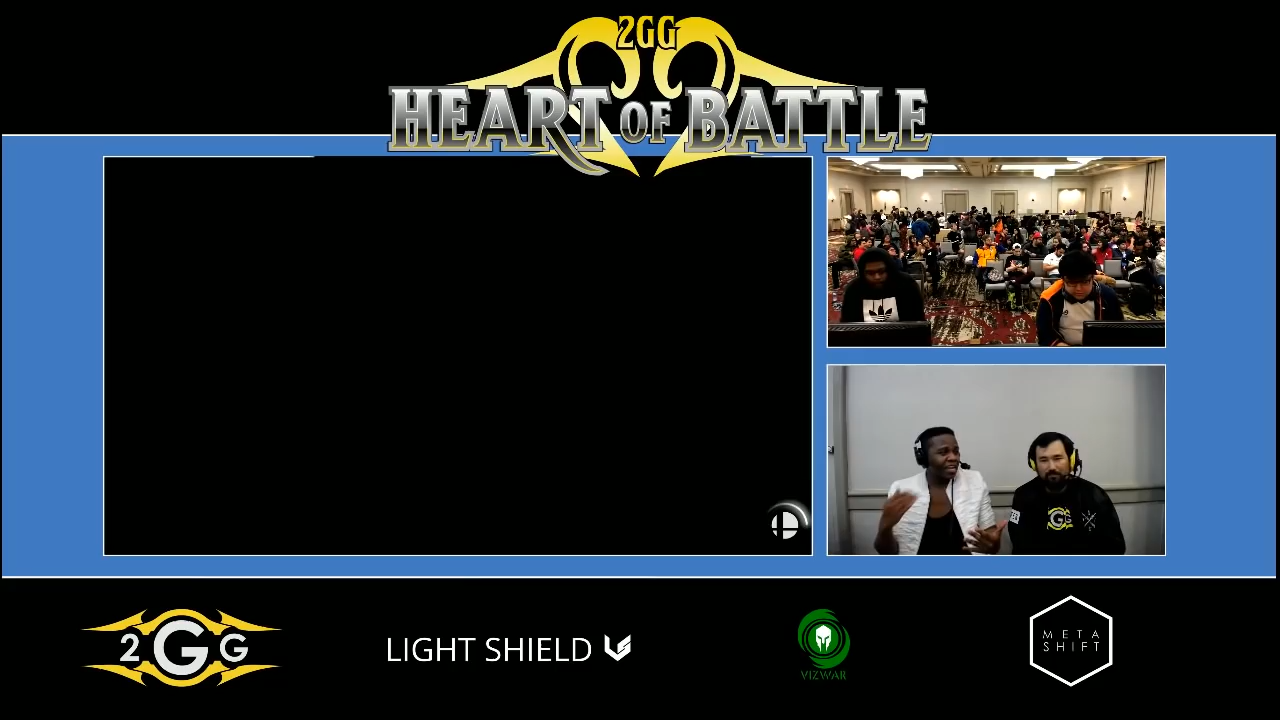 2GG
HEART OF BATTLE
2GG
LIGHT SHIELD
VIZWAR
META
SHIFT